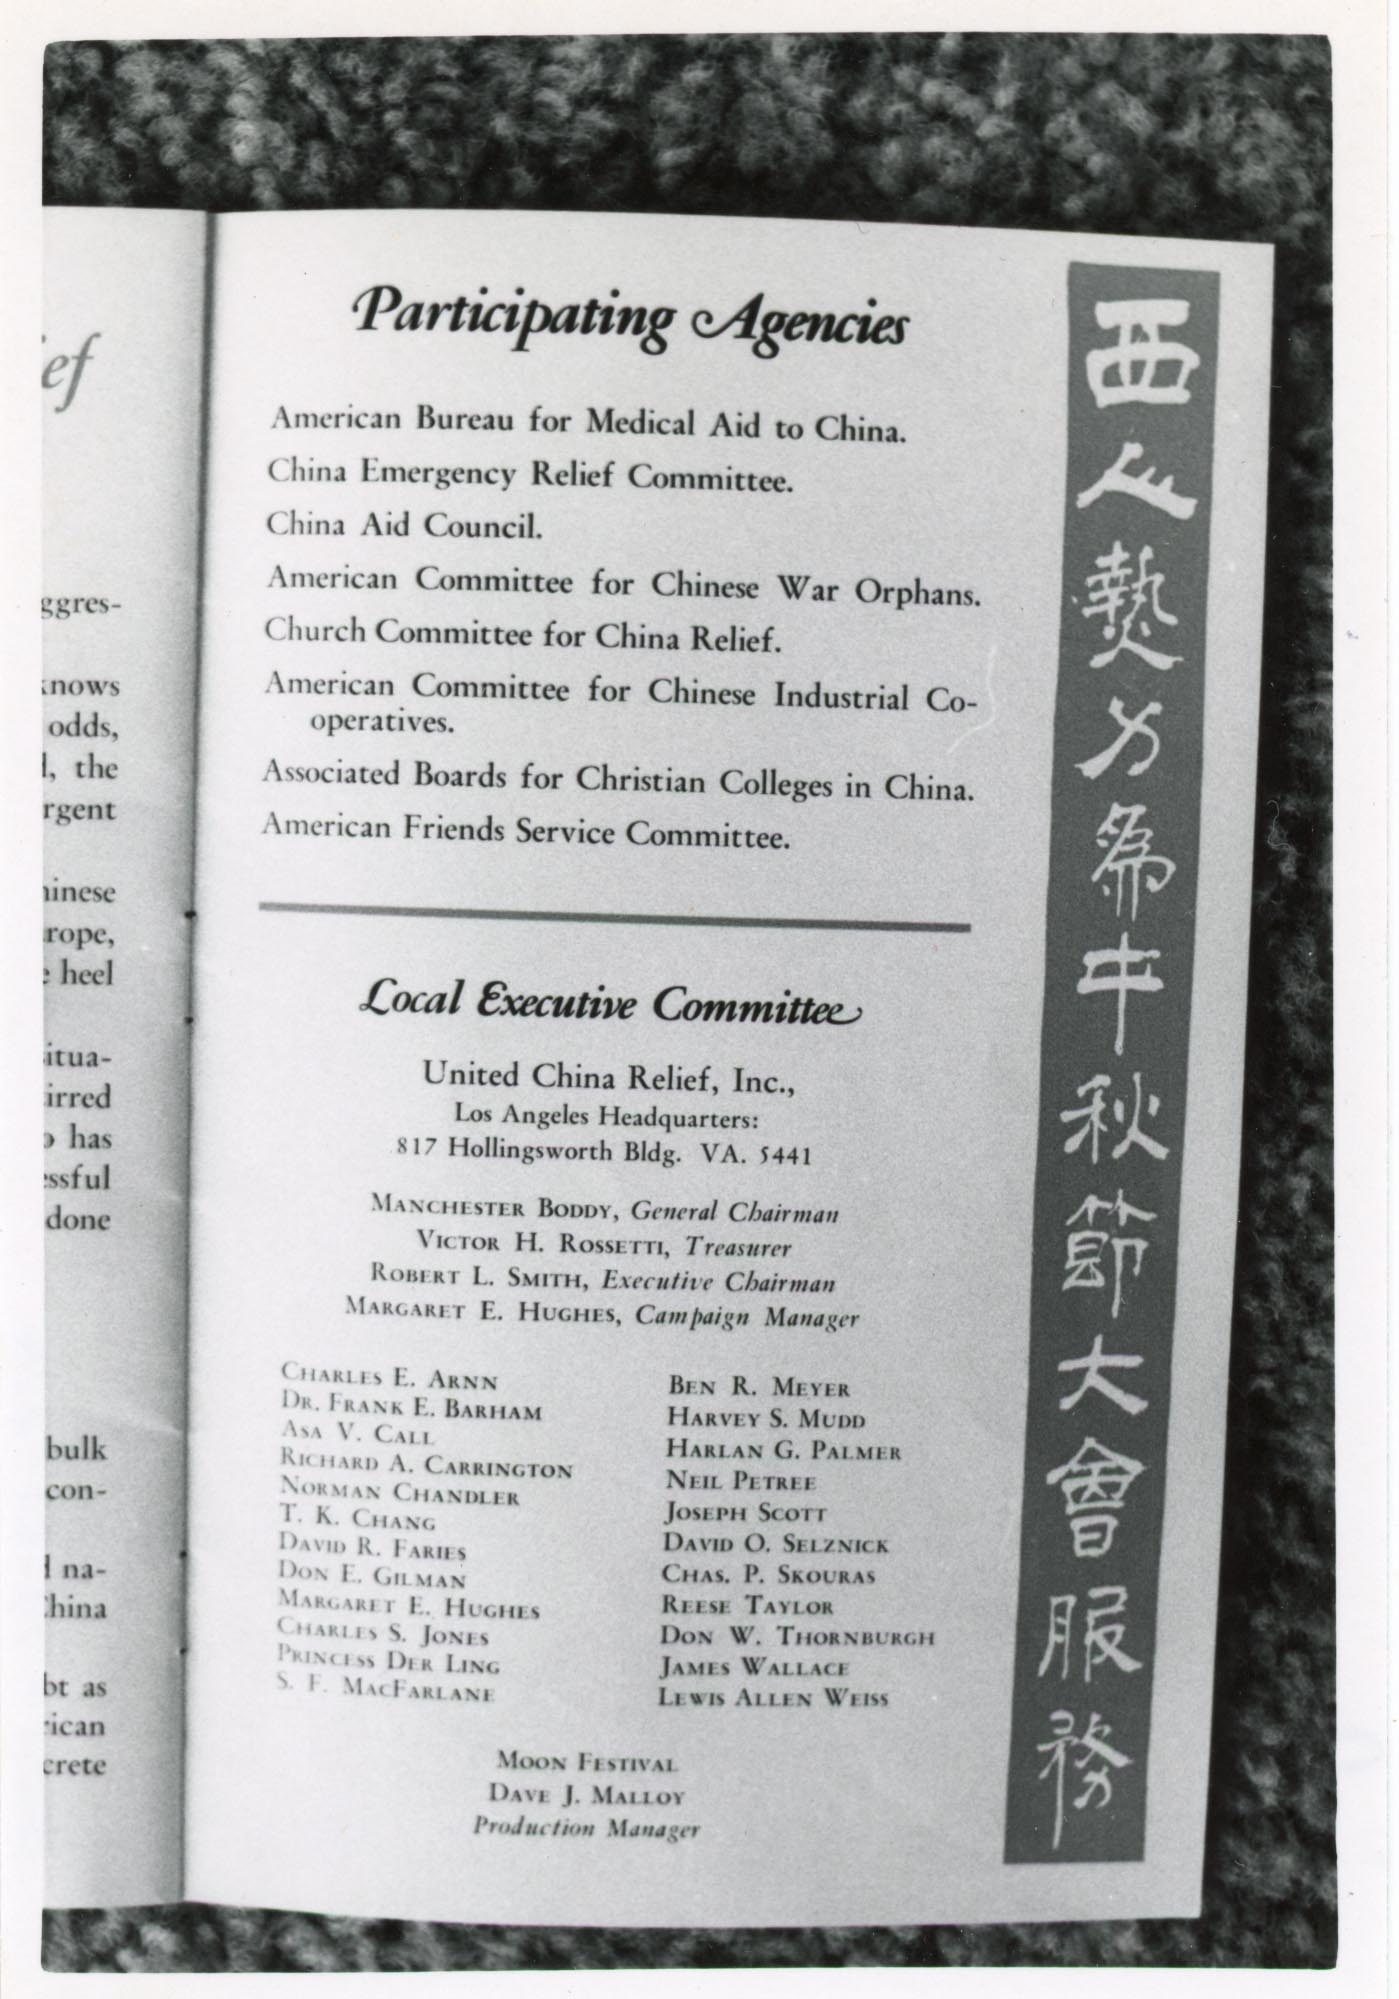 ef
ggres-
knows
odds,
, the
rgent
hinese
rope,
heel
itua-
irred
has
ssful
done
bulk
con-
na-
China
bt as
rican
crete
Participating Agencies
American Bureau for Medical Aid to China.
China Emergency Relief Committee.
China Aid Council.
American Committee for Chinese War Orphans.
Church Committee for China Relief.
American Committee for Chinese Industrial Co-
operatives.
Associated Boards for Christian Colleges in China.
American Friends Service Committee.
Local Executive Committee
United China Relief, Inc.,
Los Angeles Headquarters:
817 Hollingsworth Bldg. VA. 5441
MANCHESTER BODDY, General Chairman
VICTOR H. ROSSETTI, Treasurer
ROBERT L. SMITH, Executive Chairman
MARGARET E. HUGHES, Campaign Manager
CHARLES E. ARNN
DR. FRANK E. BARHAM
ASA V. CALL
RICHARD A. CARRINGTON
NORMAN CHANDLER
T. K. CHANG
DAVID R. FARIES
DON E. GILMAN
MARGARET E. HUGHES
CHARLES S. JONES
PRINCESS DER LING
S. F. MACFARLANE
BEN R. MEYER
HARVEY S. MUDD
HARLAN G. PALMER
NEIL PETREE
JOSEPH SCOTT
DAVID O. SELZNICK
CHAS. P. SKOURAS
REESE TAYLOR
DON W. THORNBURGH
JAMES WALLACE
LEWIS ALLEN WEISS
MOON FESTIVAL
DAVE J. MALLOY
Production Manager
西人熱力為中秋節大會服務